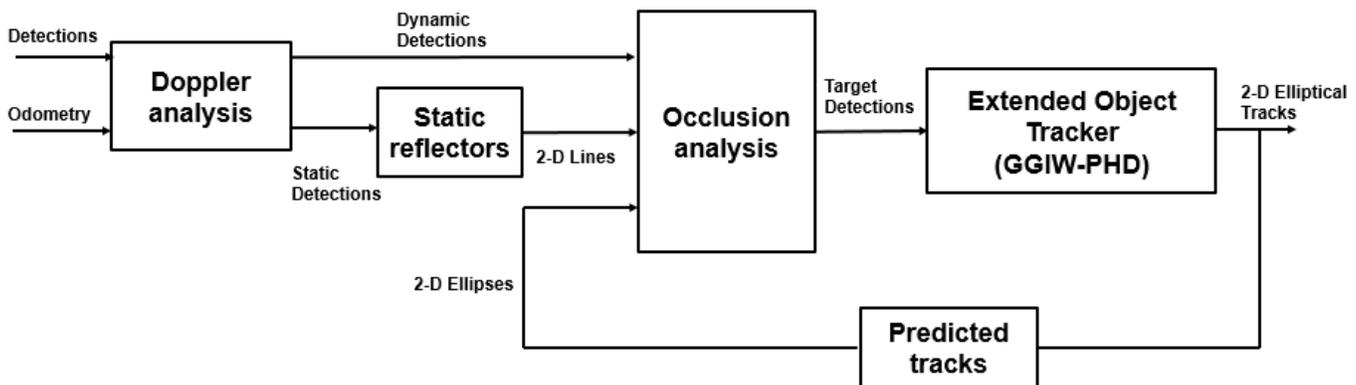 Detections
Odometry
Doppler
analysis
Dynamic
Detections
Static
Detections
Static
reflectors
2-D Lines
2-D Ellipses
Occlusion
analysis
Target
Detections
Extended Object
Tracker
(GGIW-PHD)
2-D Elliptical
Tracks
Predicted
tracks